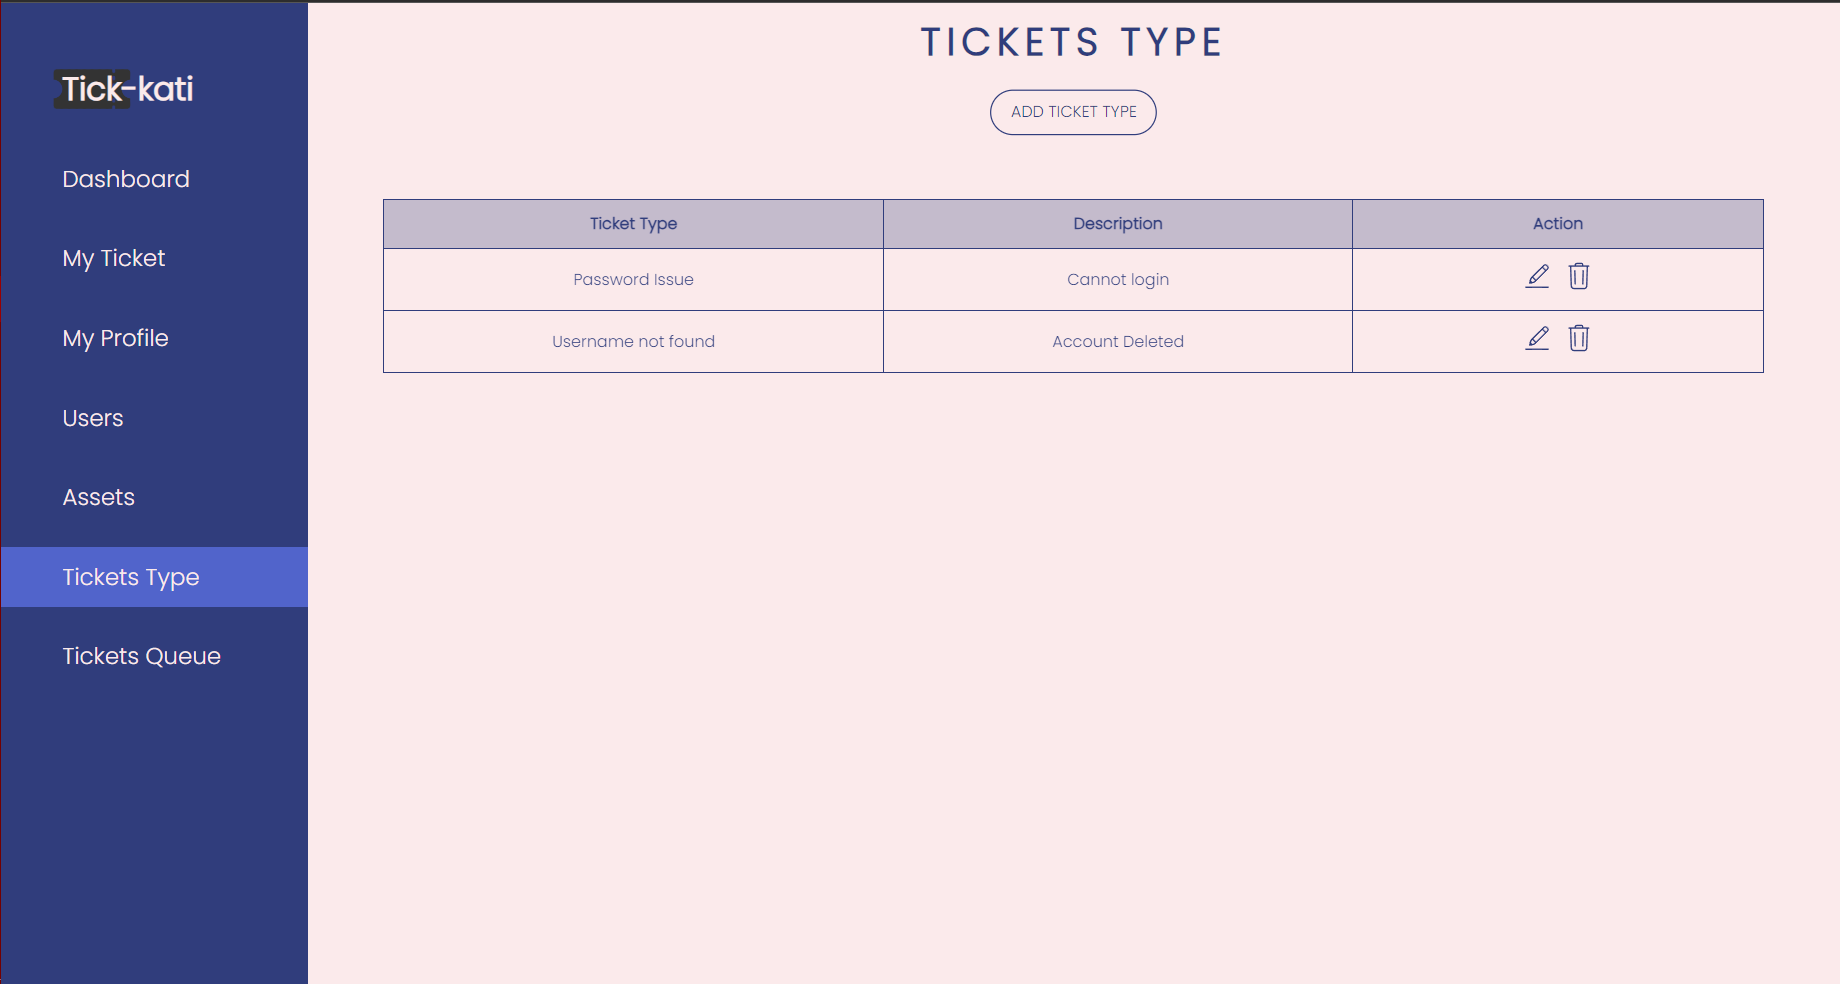 Tick-kati
Dashboard
My Ticket
My Profile
Users
Assets
Tickets Type
Tickets Queue
TICKETS TYPE
ADD TICKET TYPE
Ticket Type Description Action
Password Issue Cannot login
Username not found Account Deleted